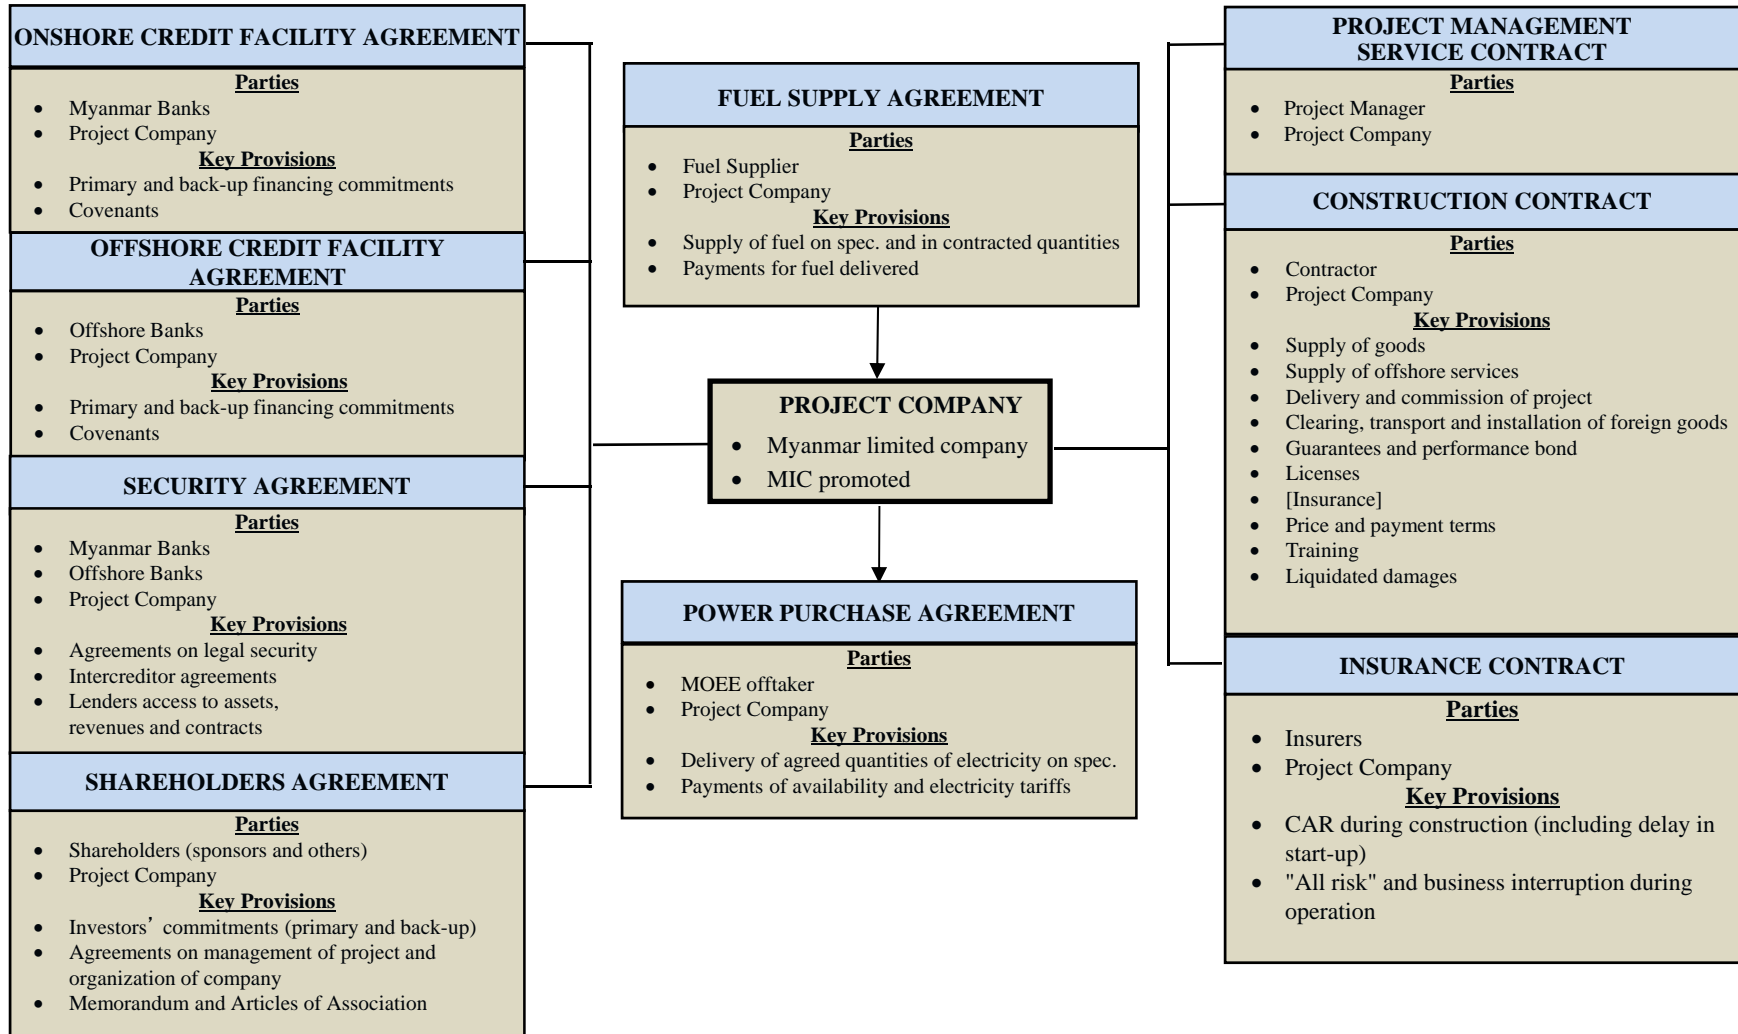 ONSHORE CREDIT FACILITY AGREEMENT
Parties
• Myanmar Banks
• Project Company
Key Provisions
• Primary and back-up financing commitments
• Covenants
OFFSHORE CREDIT FACILITY
AGREEMENT
Parties
• Offshore Banks
• Project Company
Key Provisions
• Primary and back-up financing commitments
• Covenants
SECURITY AGREEMENT
Parties
• Myanmar Banks
• Offshore Banks
• Project Company
Key Provisions
• Agreements on legal security
• Intercreditor agreements
• Lenders access to assets,
revenues and contracts
SHAREHOLDERS AGREEMENT
Parties
• Shareholders (sponsors and others)
• Project Company
Key Provisions
• Investors’ commitments (primary and back-up)
• Agreements on management of project and
organization of company
• Memorandum and Articles of Association
FUEL SUPPLY AGREEMENT
Parties
• Fuel Supplier
• Project Company
Key Provisions
• Supply of fuel on spec. and in contracted quantities
• Payments for fuel delivered
PROJECT COMPANY
• Myanmar limited company
• MIC promoted
POWER PURCHASE AGREEMENT
Parties
• MOEE offtaker
• Project Company
Key Provisions
• Delivery of agreed quantities of electricity on spec.
• Payments of availability and electricity tariffs
PROJECT MANAGEMENT
SERVICE CONTRACT
Parties
• Project Manager
• Project Company
CONSTRUCTION CONTRACT
Parties
• Contractor
• Project Company
Key Provisions
• Supply of goods
• Supply of offshore services
• Delivery and commission of project
• Clearing, transport and installation of foreign goods
• Guarantees and performance bond
• Licenses
• [Insurance]
• Price and payment terms
• Training
• Liquidated damages
INSURANCE CONTRACT
Parties
• Insurers
• Project Company
Key Provisions
• CAR during construction (including delay in
start-up)
• "All risk" and business interruption during
operation